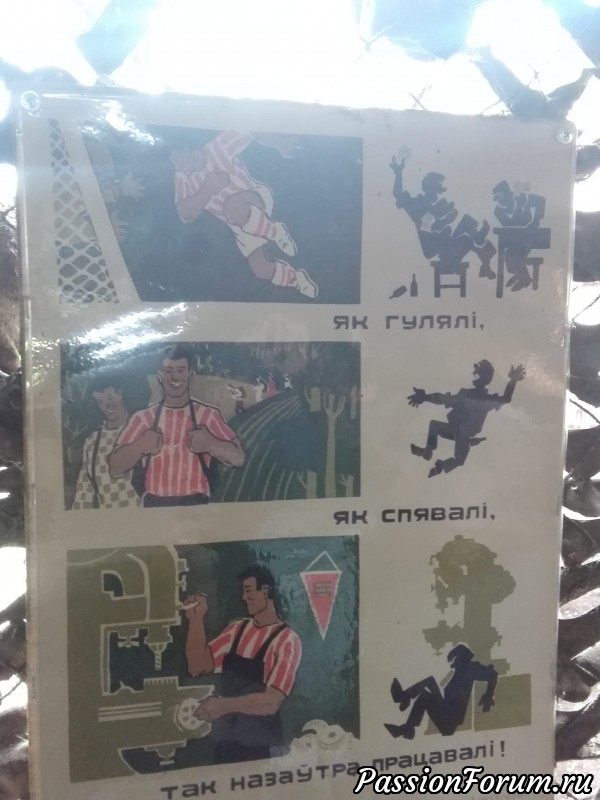 як гулялі,
як спявалі,
так назаўтра працавалі!
PassionForum.ru